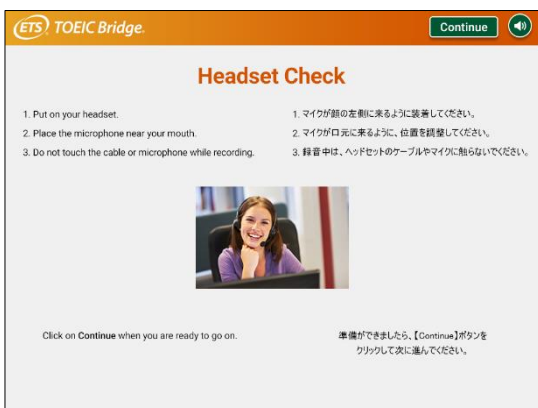 ETS TOEIC Bridge.
Continue
Headset Check
1. Put on your headset.
2. Place the microphone near your mouth.
3. Do not touch the cable or microphone while recording.
1. マイクが顔の左側に来るように装着してください。
2. マイクが口元に来るように、位置を調整してください。
3. 録音中は、ヘッドセットのケーブルやマイクに触らないでください。
Click on Continue when you are ready to go on.
準備ができましたら、【Continue】ボタンを
クリックして次に進んでください。